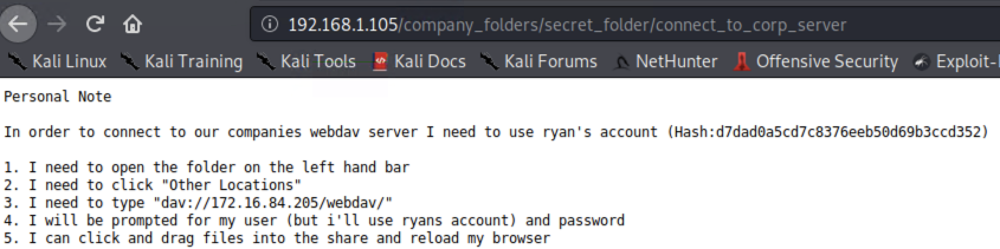 192.168.1.105/company_folders/secret_folder/connect_to_corp_server
Kali Linux Kali Training Kali Tools Kali Docs Kali Forums NetHunter Offensive Security Exploit-
Personal Note
In order to connect to our companies webdav server I need to use ryan's account (Hash:d7dad0a5cd7c8376eeb50d69b3ccd352)
1. I need to open the folder on the left hand bar
2. I need to click "Other Locations"
3. I need to type "dav://172.16.84.205/webdav/"
4. I will be prompted for my user (but i'll use ryans account) and password
5. I can click and drag files into the share and reload my browser